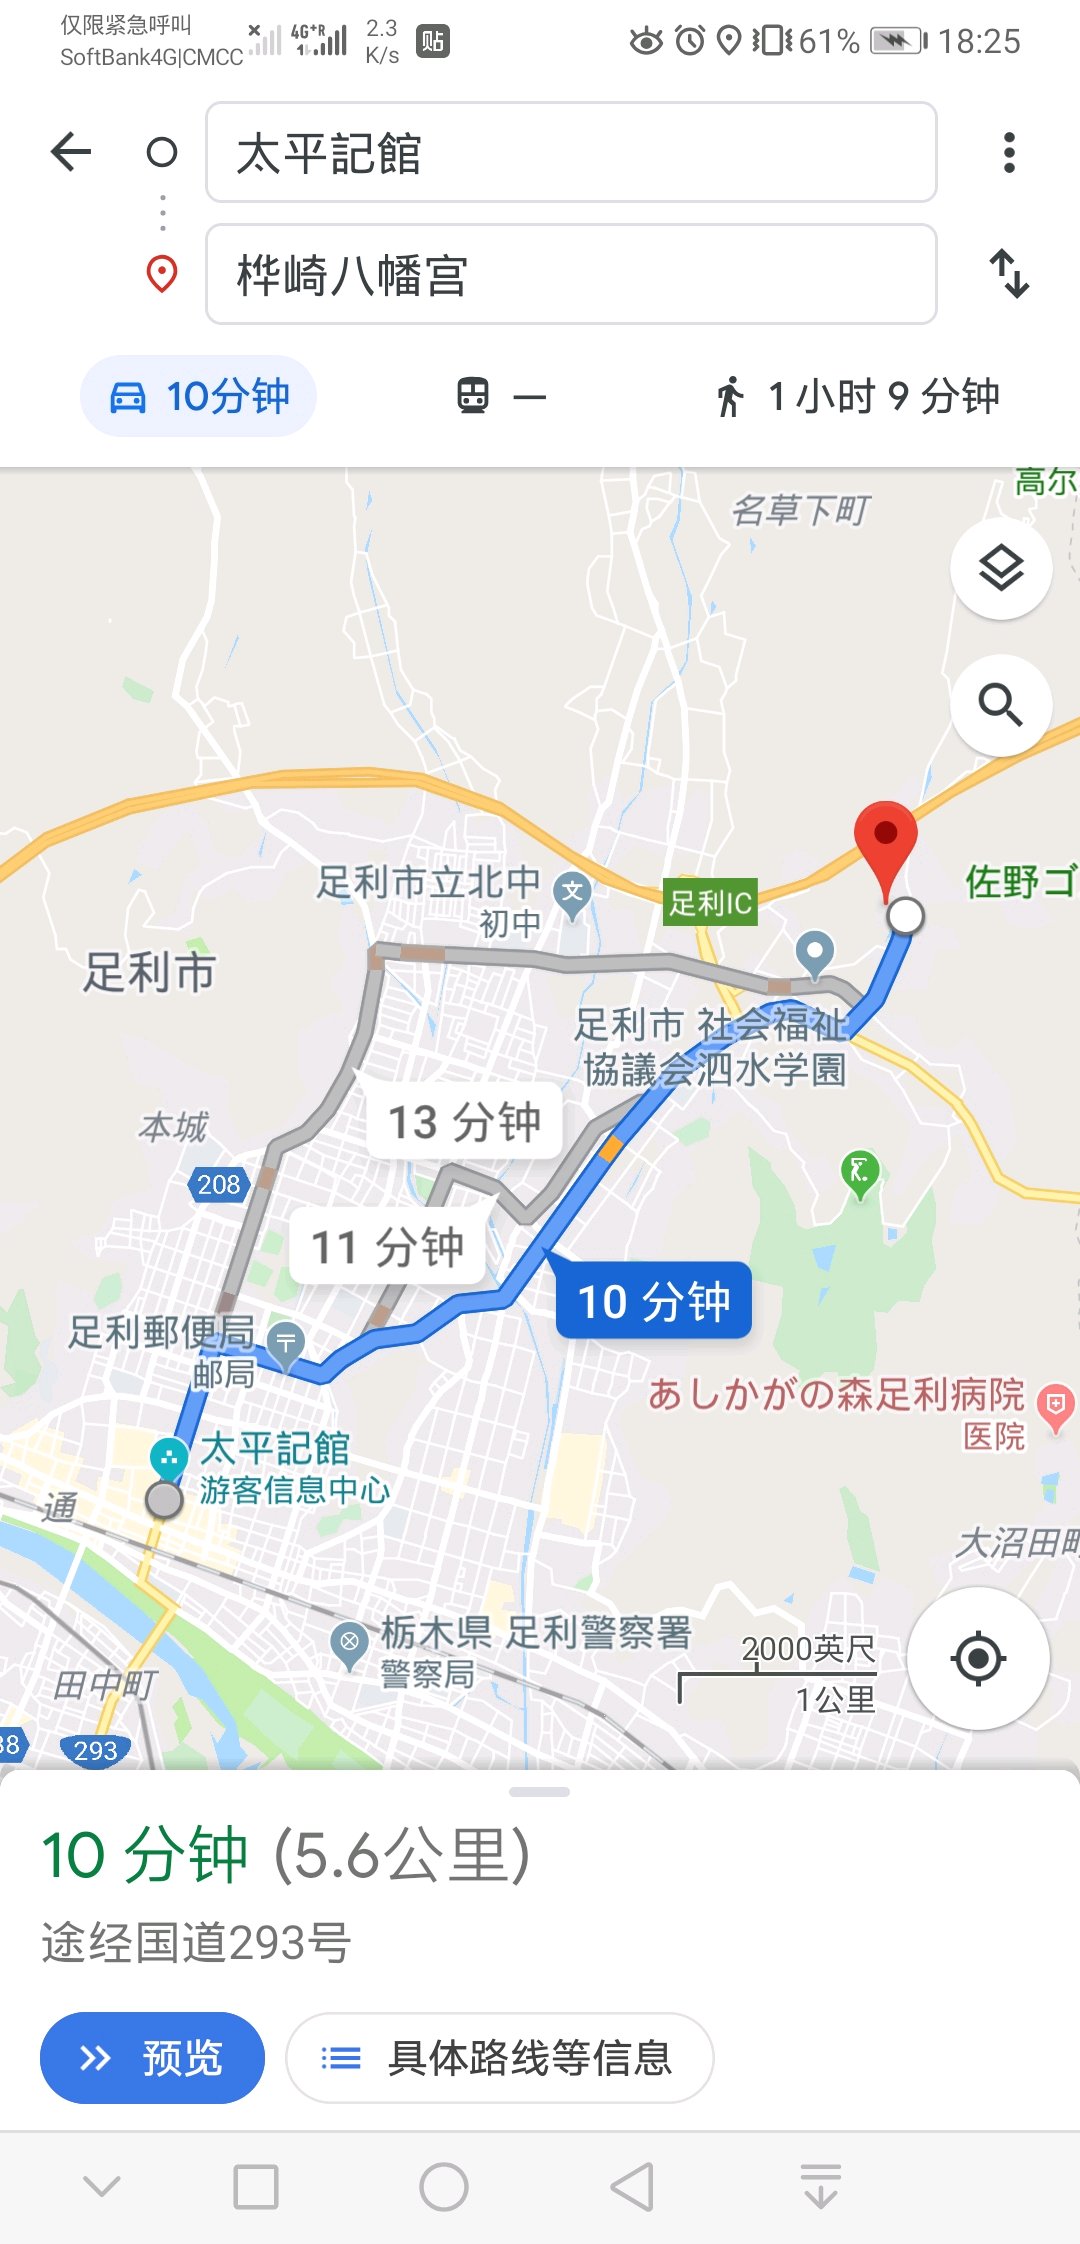 仅限紧急呼叫
SoftBank4G|CMCC
4G+R
2.3
K/s
贴
61%
18:25
太平記館
桦崎八幡宫
10分钟
—
1 小时 9 分钟
高尔
名草下町
足利市立北中
初中
足利IC
佐野ゴ
足利市
足利市 社会福祉
協議会泗水学園
本城
13 分钟
208
11 分钟
10 分钟
足利郵便局
邮局
あしかがの森足利病院
医院
太平記館
游客信息中心
通
大沼田町
栃木県 足利警察署
警察局
2000英尺
1公里
田中町
38
293
10 分钟 (5.6公里)
途经国道293号
预览
具体路线等信息